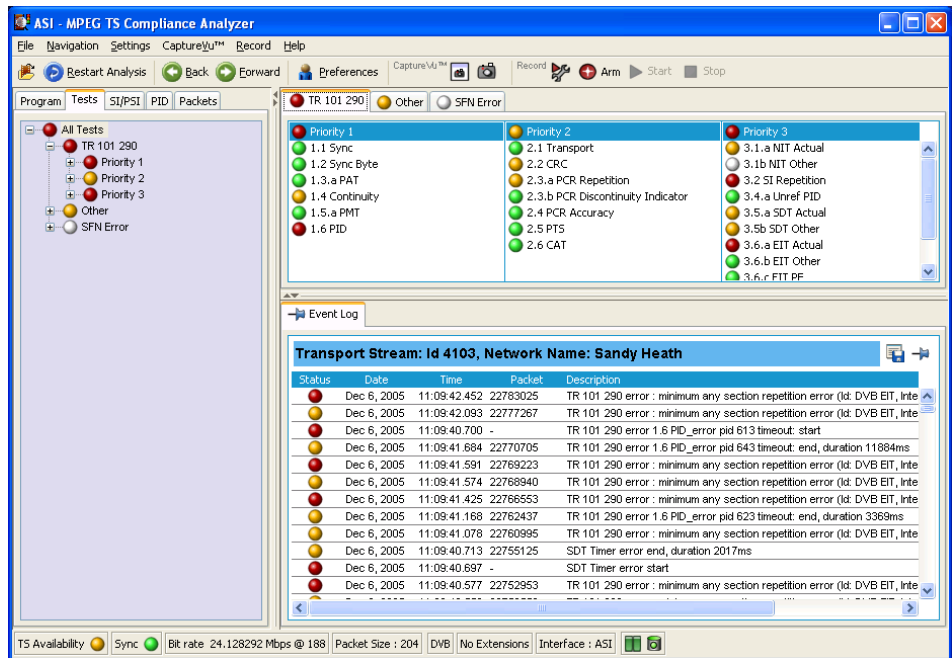 ASI - MPEG TS Compliance Analyzer
File Navigation Settings CaptureVu™ Record Help
Restart Analysis Back Forward Preferences CaptureVu™ Record Arm Start Stop
Program Tests SI/PSI PID Packets
All Tests
TR 101 290
Priority 1
Priority 2
Priority 3
Other
SFN Error
TR 101 290 Other SFN Error
Priority 1
1.1 Sync
1.2 Sync Byte
1.3.a PAT
1.4 Continuity
1.5.a PMT
1.6 PID
Priority 2
2.1 Transport
2.2 CRC
2.3.a PCR Repetition
2.3.b PCR Discontinuity Indicator
2.4 PCR Accuracy
2.5 PTS
2.6 CAT
Priority 3
3.1.a NIT Actual
3.1b NIT Other
3.2 SI Repetition
3.4.a Unref PID
3.5.a SDT Actual
3.5b SDT Other
3.6.a EIT Actual
3.6.b EIT Other
3.6.c EIT PF
Event Log
Transport Stream: Id 4103, Network Name: Sandy Heath
Status Date Time Packet Description
Dec 6, 2005 11:09:42.452 22783025 TR 101 290 error : minimum any section repetition error (Id: DVB EIT, Inte
Dec 6, 2005 11:09:42.093 22777267 TR 101 290 error : minimum any section repetition error (Id: DVB EIT, Inte
Dec 6, 2005 11:09:40.700 - TR 101 290 error 1.6 PID_error pid 613 timeout: start
Dec 6, 2005 11:09:41.684 22770705 TR 101 290 error 1.6 PID_error pid 643 timeout: end, duration 11884ms
Dec 6, 2005 11:09:41.591 22769223 TR 101 290 error : minimum any section repetition error (Id: DVB EIT, Inte
Dec 6, 2005 11:09:41.574 22768940 TR 101 290 error : minimum any section repetition error (Id: DVB EIT, Inte
Dec 6, 2005 11:09:41.425 22766553 TR 101 290 error : minimum any section repetition error (Id: DVB EIT, Inte
Dec 6, 2005 11:09:41.168 22762437 TR 101 290 error 1.6 PID_error pid 623 timeout: end, duration 3369ms
Dec 6, 2005 11:09:41.078 22760995 TR 101 290 error : minimum any section repetition error (Id: DVB EIT, Inte
Dec 6, 2005 11:09:40.713 22755125 SDT Timer error end, duration 2017ms
Dec 6, 2005 11:09:40.697 - SDT Timer error start
Dec 6, 2005 11:09:40.577 22752953 TR 101 290 error : minimum any section repetition error (Id: DVB EIT, Inte
TS Availability Sync Bit rate 24.128292 Mbps @ 188 Packet Size : 204 DVB No Extensions Interface : ASI